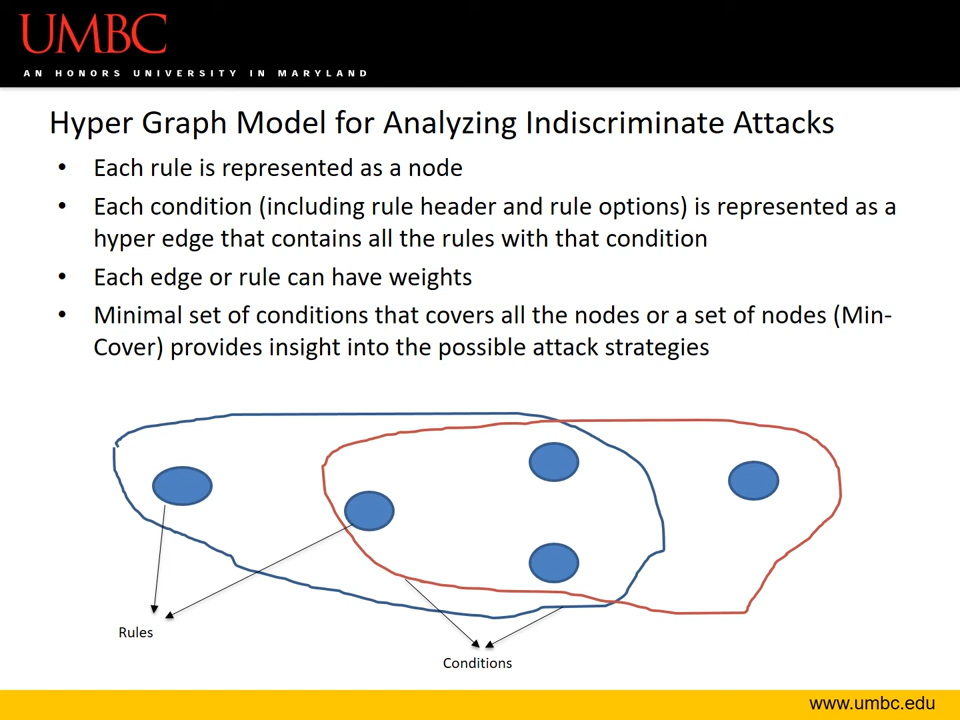 UMBC
AN HONORS UNIVERSITY IN MARYLAND
Hyper Graph Model for Analyzing Indiscriminate Attacks
• Each rule is represented as a node
• Each condition (including rule header and rule options) is represented as a
hyper edge that contains all the rules with that condition
• Each edge or rule can have weights
• Minimal set of conditions that covers all the nodes or a set of nodes (Min-
Cover) provides insight into the possible attack strategies
Rules
Conditions
www.umbc.edu